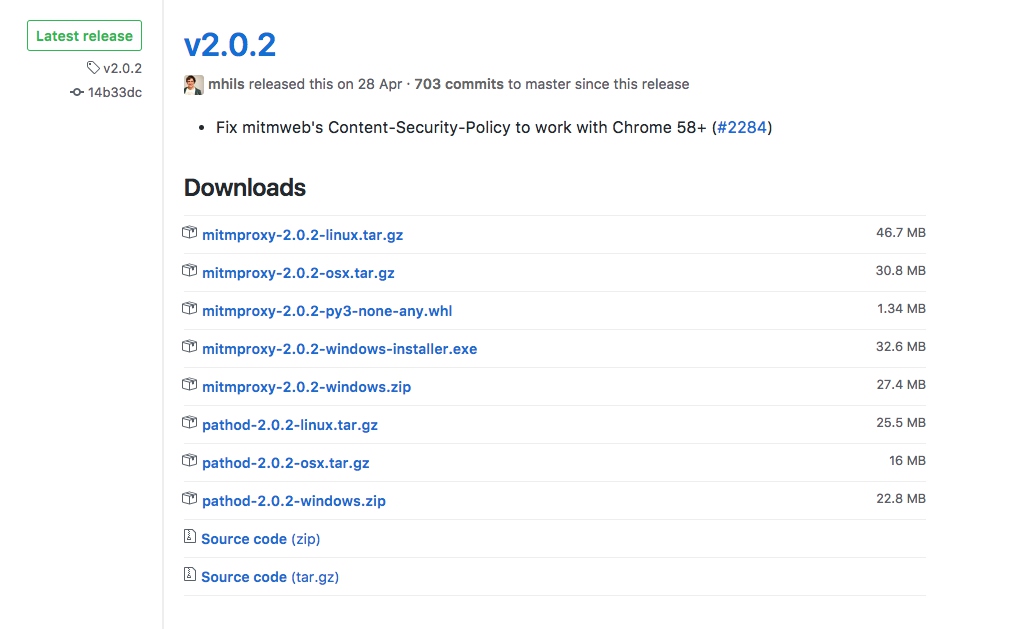 Latest release
v2.0.2
14b33dc
v2.0.2
mhils released this on 28 Apr · 703 commits to master since this release
• Fix mitmweb's Content-Security-Policy to work with Chrome 58+ (#2284)
Downloads
mitmproxy-2.0.2-linux.tar.gz 46.7 MB
mitmproxy-2.0.2-osx.tar.gz 30.8 MB
mitmproxy-2.0.2-py3-none-any.whl 1.34 MB
mitmproxy-2.0.2-windows-installer.exe 32.6 MB
mitmproxy-2.0.2-windows.zip 27.4 MB
pathod-2.0.2-linux.tar.gz 25.5 MB
pathod-2.0.2-osx.tar.gz 16 MB
pathod-2.0.2-windows.zip 22.8 MB
Source code (zip)
Source code (tar.gz)